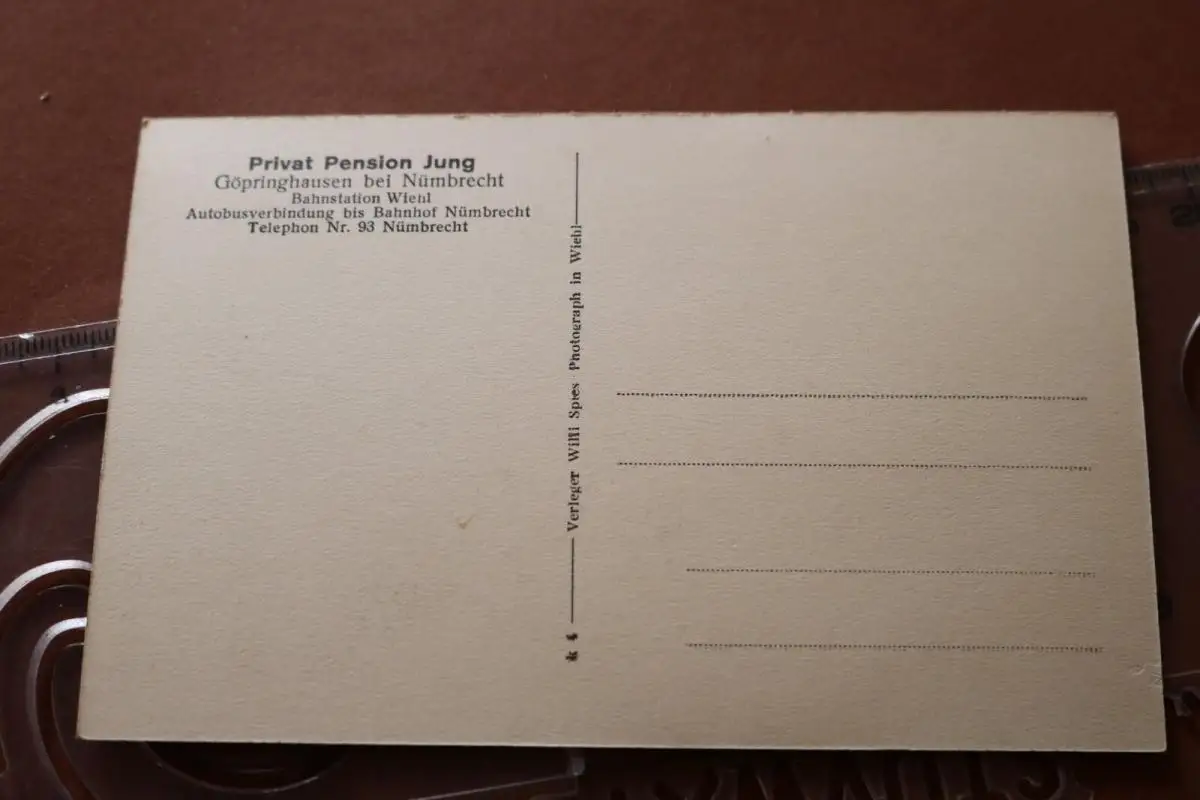 Privat Pension Jung
Göpringhausen bei Nümbrecht
Bahnstation Wiehl
Autobusverbindung bis Bahnhof Nümbrecht
Telephon Nr. 93 Nümbrecht
Verleger Willi Spies · Photograph in Wiehl